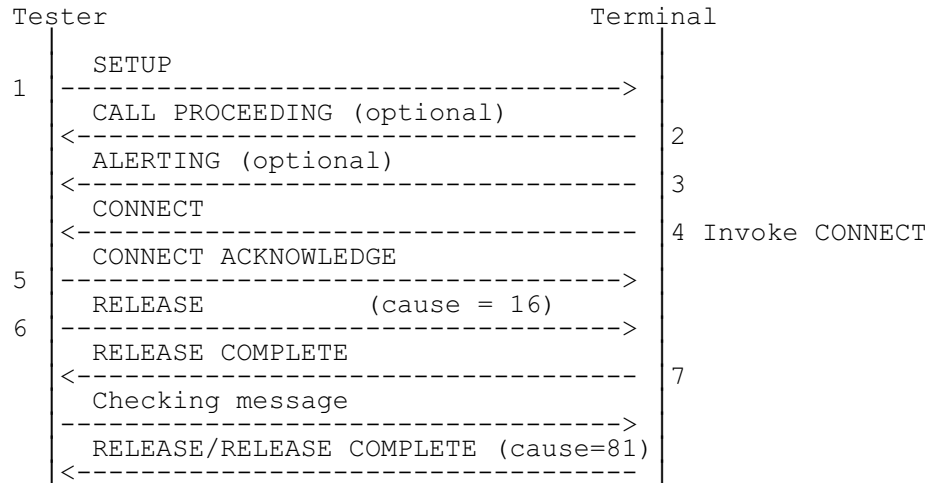 Tester Terminal
SETUP
1 ----------------------------------->
CALL PROCEEDING (optional)
<----------------------------------- 2
ALERTING (optional)
<----------------------------------- 3
CONNECT
<----------------------------------- 4 Invoke CONNECT
CONNECT ACKNOWLEDGE
5 ----------------------------------->
RELEASE (cause = 16)
6 ----------------------------------->
RELEASE COMPLETE
<----------------------------------- 7
Checking message
----------------------------------->
RELEASE/RELEASE COMPLETE (cause=81)
<-----------------------------------